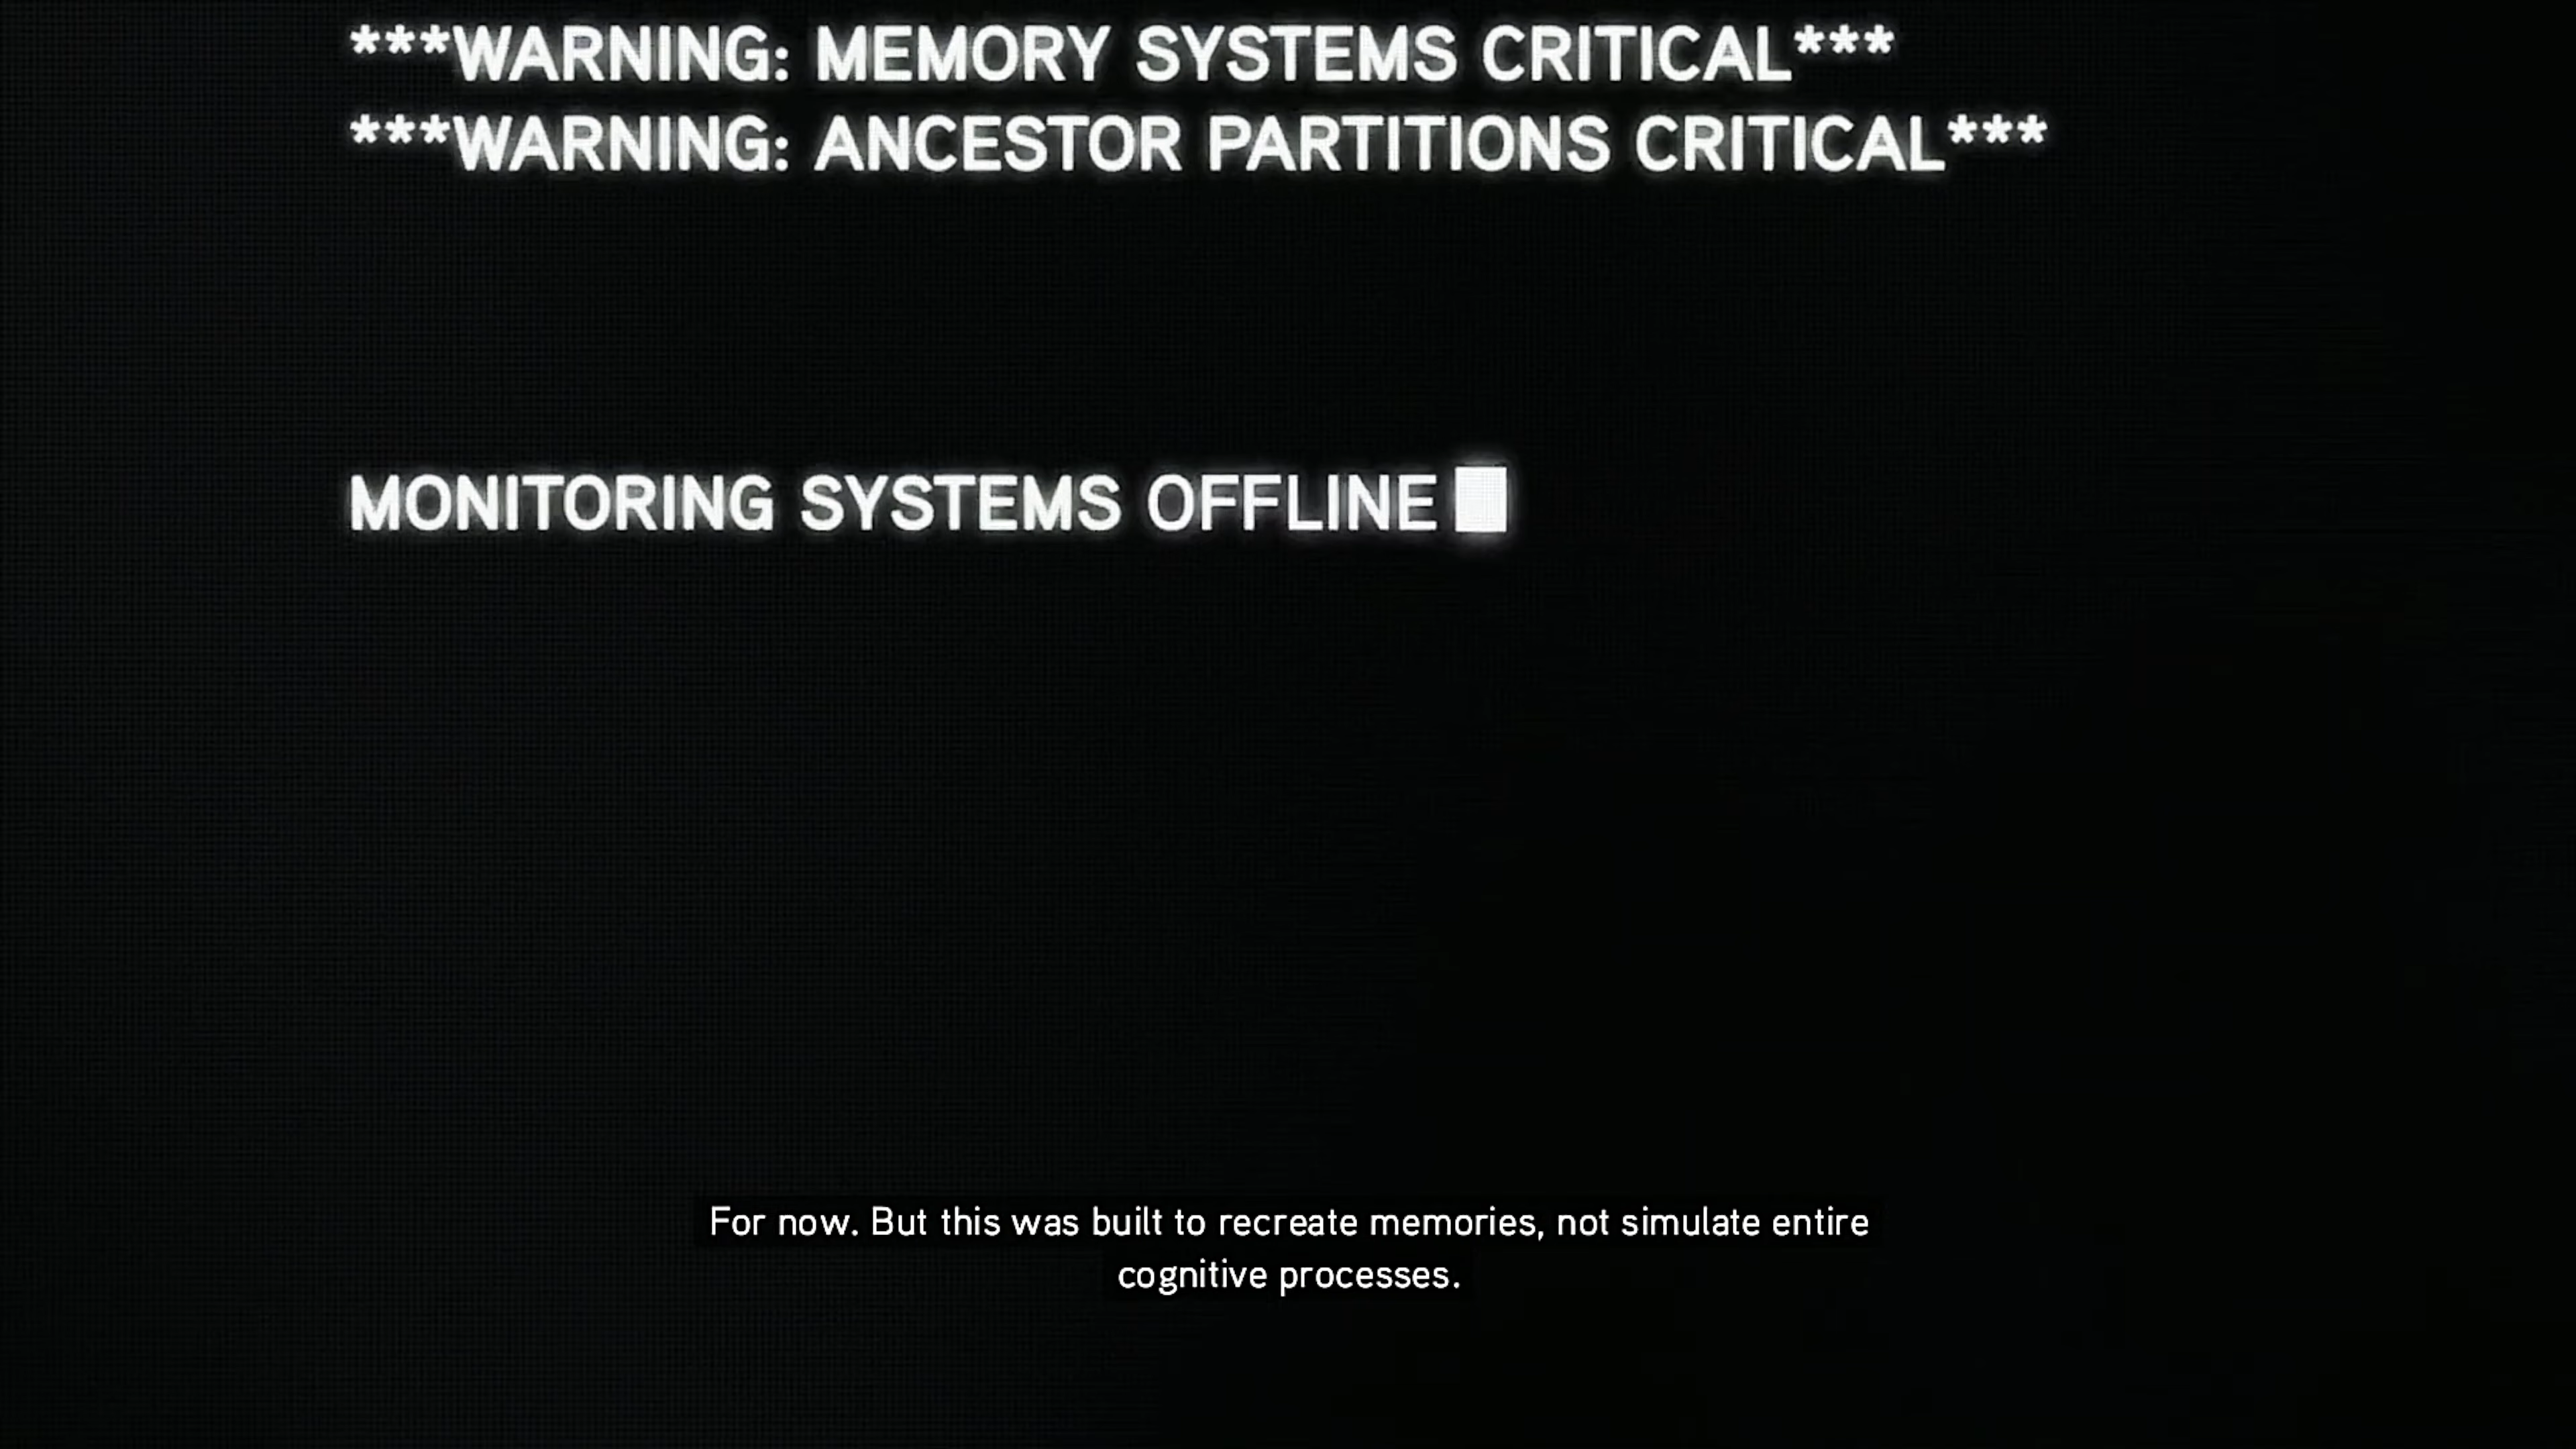 ***WARNING: MEMORY SYSTEMS CRITICAL***
***WARNING: ANCESTOR PARTITIONS CRITICAL***
MONITORING SYSTEMS OFFLINE
For now. But this was built to recreate memories, not simulate entire
cognitive processes.